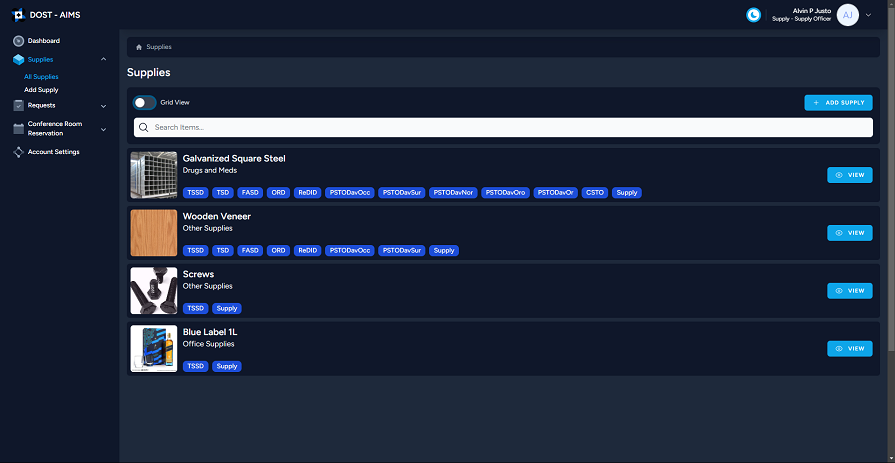 DOST - AIMS
Alvin P Justo
Supply - Supply Officer
AJ
Dashboard
Supplies
All Supplies
Add Supply
Requests
Conference Room
Reservation
Account Settings
Supplies
Supplies
Grid View
+ ADD SUPPLY
Search Items...
Galvanized Square Steel
Drugs and Meds
TSSD TSD FASD ORD ReDID PSTODavOcc PSTODavSur PSTODavNor PSTODavOro PSTODavOr CSTO Supply
VIEW
Wooden Veneer
Other Supplies
TSSD TSD FASD ORD ReDID PSTODavOcc PSTODavSur Supply
VIEW
Screws
Other Supplies
TSSD Supply
VIEW
Blue Label 1L
Office Supplies
TSSD Supply
VIEW